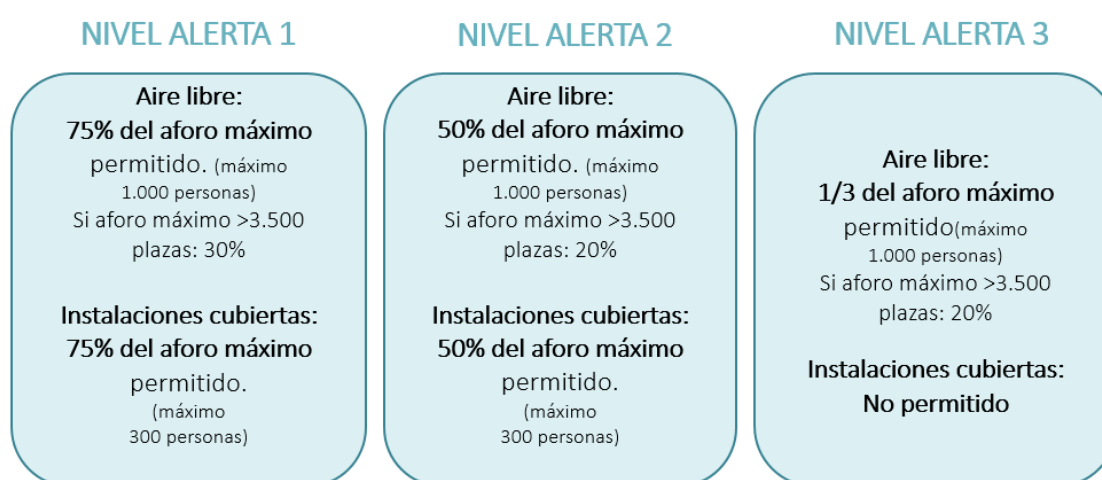 NIVEL ALERTA 1
Aire libre:
75% del aforo máximo
permitido. (máximo
1.000 personas)
Si aforo máximo >3.500
plazas: 30%
Instalaciones cubiertas:
75% del aforo máximo
permitido.
(máximo
300 personas)
NIVEL ALERTA 2
Aire libre:
50% del aforo máximo
permitido. (máximo
1.000 personas)
Si aforo máximo >3.500
plazas: 20%
Instalaciones cubiertas:
50% del aforo máximo
permitido.
(máximo
300 personas)
NIVEL ALERTA 3
Aire libre:
1/3 del aforo máximo
permitido(máximo
1.000 personas)
Si aforo máximo >3.500
plazas: 20%
Instalaciones cubiertas:
No permitido